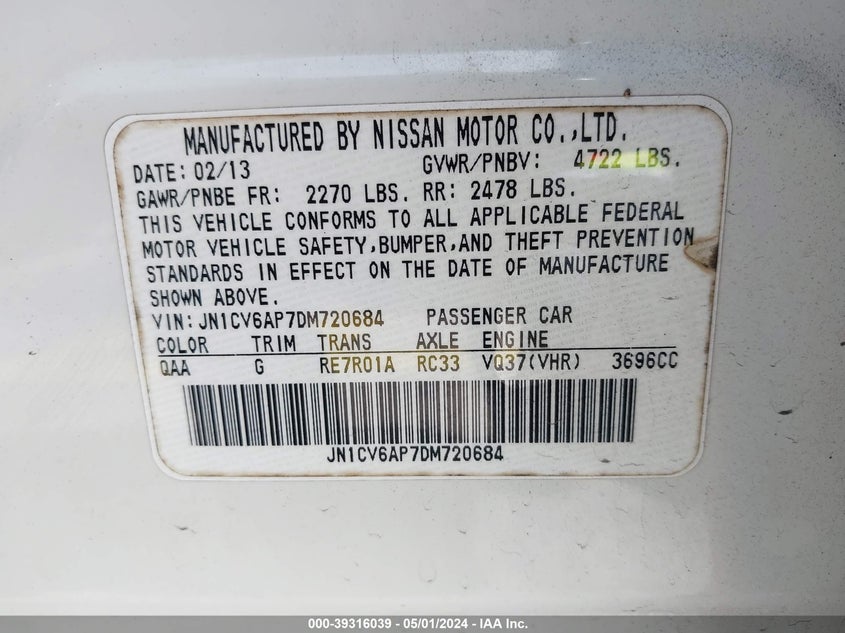 MANUFACTURED BY NISSAN MOTOR CO.,LTD.
DATE: 02/13 GVWR/PNBV: 4722 LBS.
GAWR/PNBE FR: 2270 LBS. RR: 2478 LBS.
THIS VEHICLE CONFORMS TO ALL APPLICABLE FEDERAL
MOTOR VEHICLE SAFETY,BUMPER,AND THEFT PREVENTION
STANDARDS IN EFFECT ON THE DATE OF MANUFACTURE
SHOWN ABOVE.
VIN:JN1CV6AP7DM720684 PASSENGER CAR
COLOR TRIM TRANS AXLE ENGINE
QAA G RE7R01A RC33 VQ37(VHR) 3696CC
JN1CV6AP7DM720684
000-39316039 - 05/01/2024 - IAA Inc.